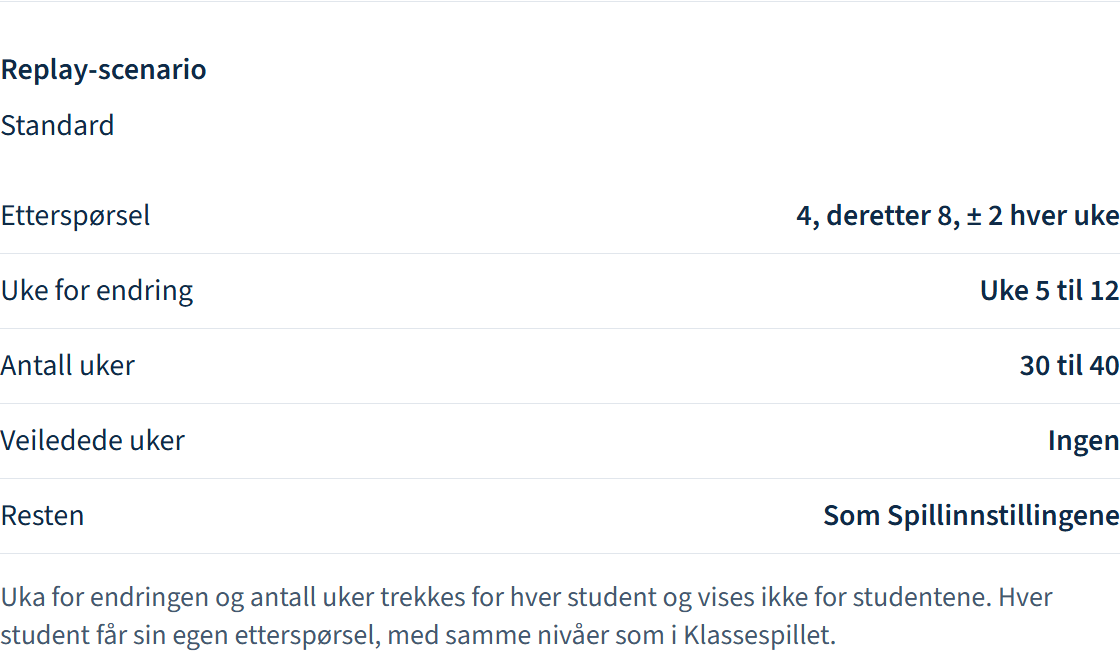 Replay-scenario
Standard
Etterspørsel 4, deretter 8, ± 2 hver uke
Uke for endring Uke 5 til 12
Antall uker 30 til 40
Veiledede uker Ingen
Resten Som Spillinnstillingene
Uka for endringen og antall uker trekkes for hver student og vises ikke for studentene. Hver
student får sin egen etterspørsel, med samme nivåer som i Klassespillet.